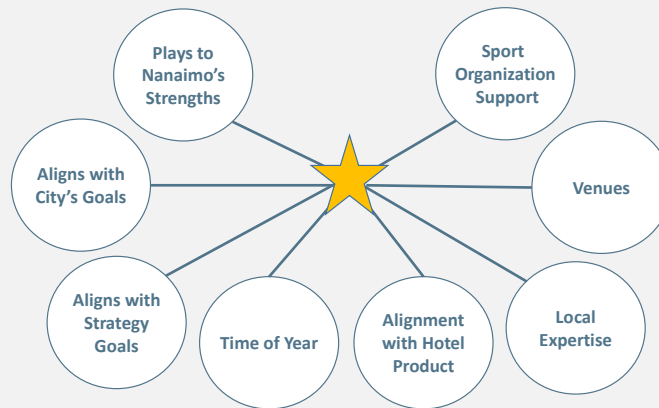 Plays to
Nanaimo's
Strengths
Sport
Organization
Support
Aligns with
City's Goals
Venues
Aligns with
Strategy
Goals
Time of Year
Alignment
with Hotel
Product
Local
Expertise